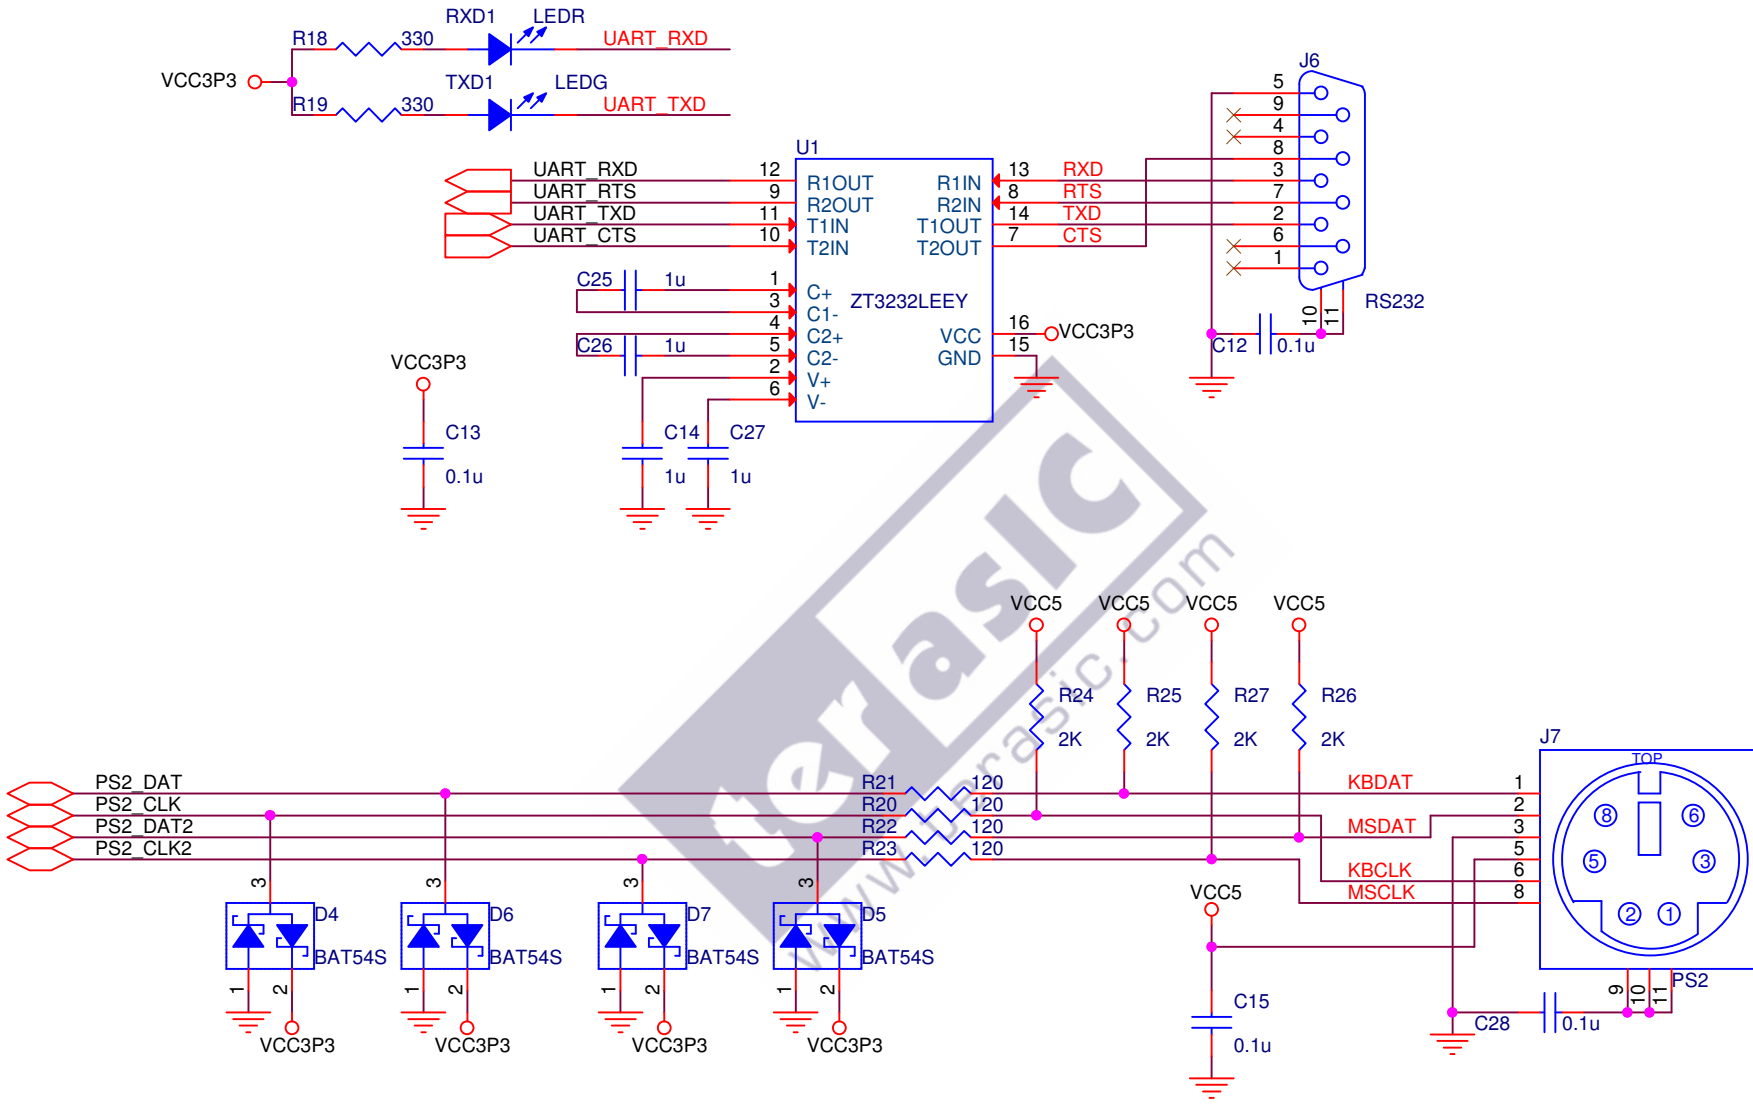 RXD1 LEDR
R18 330 UART_RXD
VCC3P3
TXD1 LEDG
R19 330 UART_TXD
J6
5
9
4
8
3
7
2
6
1
10
11
RS232
C12 0.1u
U1
UART_RXD 12 R1OUT R1IN 13 RXD
UART_RTS 9 R2OUT R2IN 8 RTS
UART_TXD 11 T1IN T1OUT 14 TXD
UART_CTS 10 T2IN T2OUT 7 CTS
C25 1u 1 C+
3 C1-
ZT3232LEEY
4 C2+ VCC 16 VCC3P3
C26 1u 5 C2- GND 15
2 V+
6 V-
VCC3P3
C13
0.1u
C14
1u
C27
1u
terasic
www.terasic.com
VCC5 VCC5 VCC5 VCC5
R24 R25 R27 R26
2K 2K 2K 2K
J7
TOP
PS2_DAT R21 120 KBDAT 1
PS2_CLK R20 120 2
PS2_DAT2 R22 120 MSDAT 3
PS2_CLK2 R23 120 5
KBCLK 6
MSCLK 8
8 6
5 3
2 1
9 10 11
PS2
3 3 3 3
D4 D6 D7 D5
BAT54S BAT54S BAT54S BAT54S
1 2 1 2 1 2 1 2
VCC3P3 VCC3P3 VCC3P3 VCC3P3
VCC5
C15
0.1u
C28 0.1u